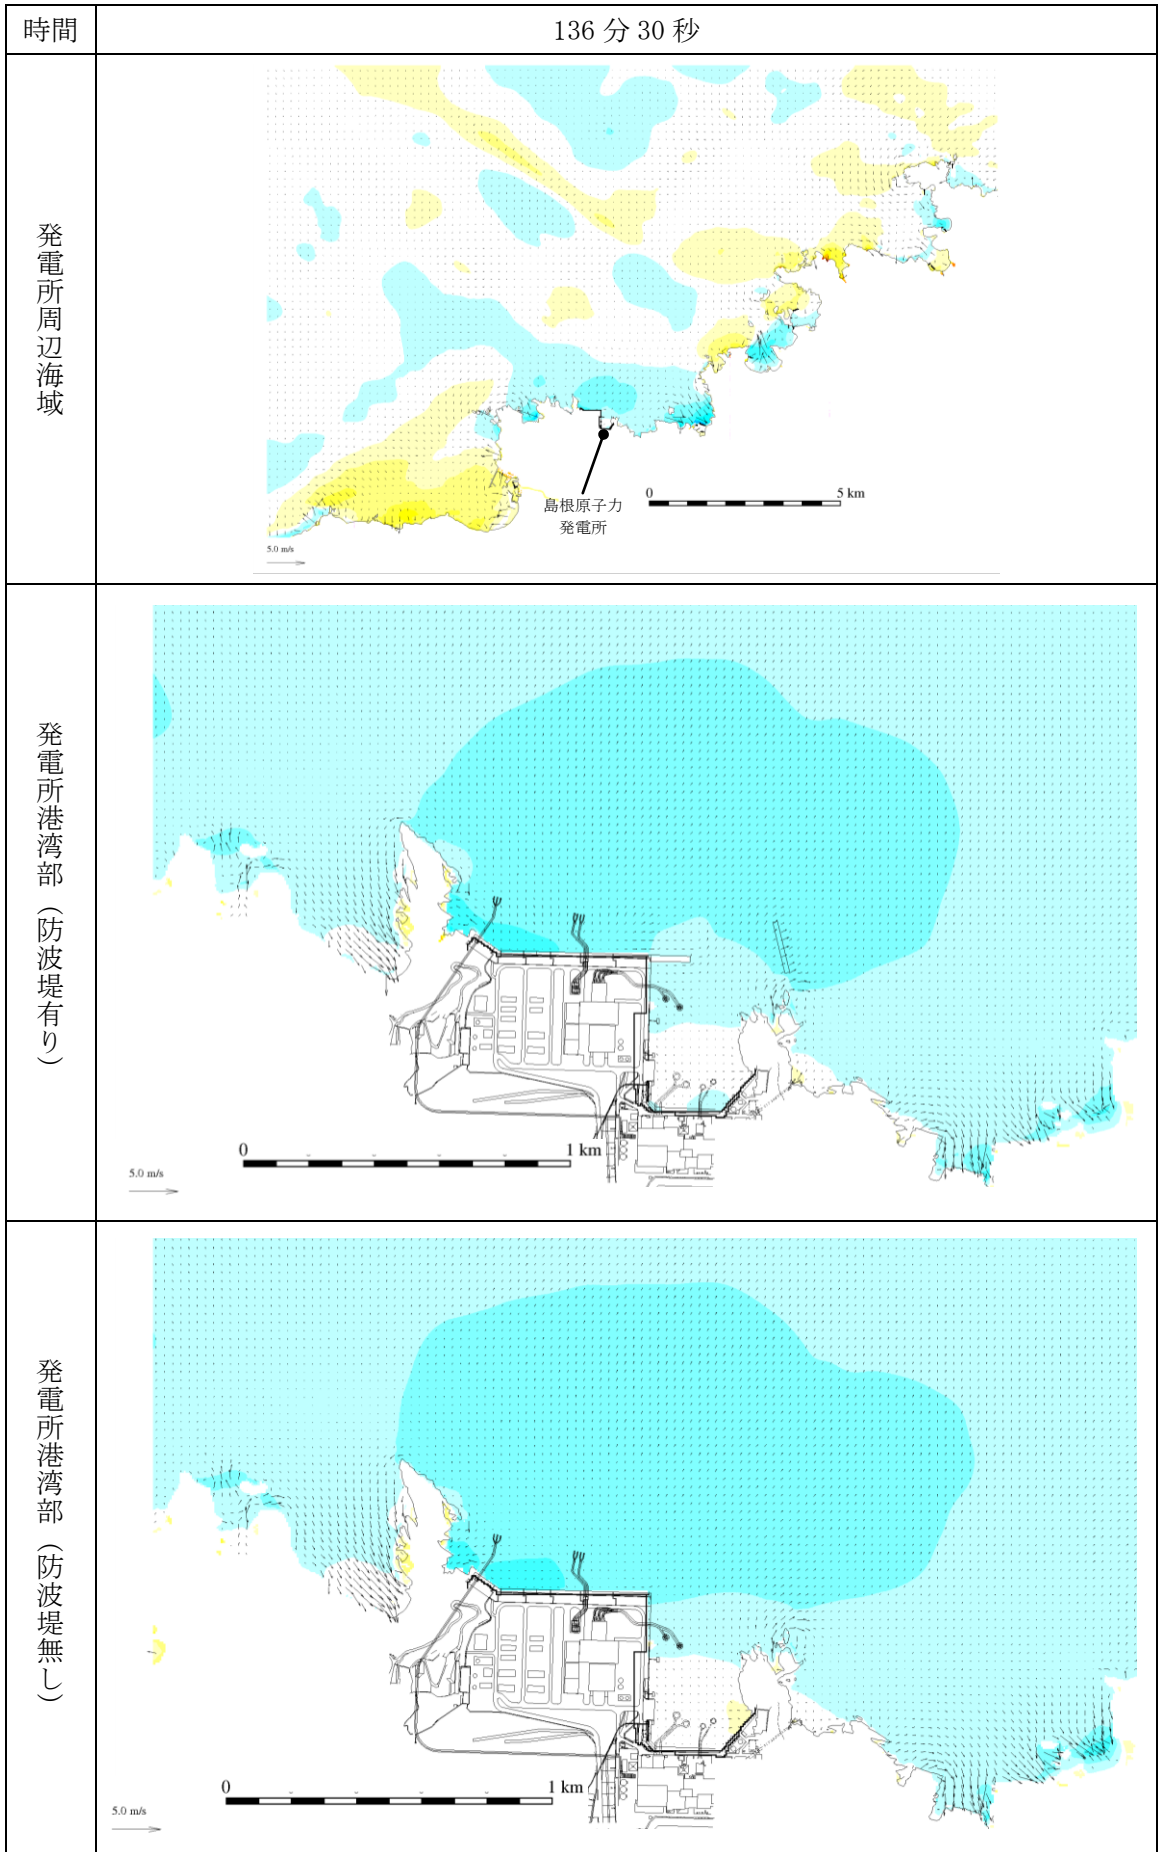 時間
136 分 30 秒
発電所周辺海域
島根原子力
発電所
0
5 km
5.0 m/s
発電所港湾部（防波堤有り）
0
1 km
5.0 m/s
発電所港湾部（防波堤無し）
0
1 km
5.0 m/s